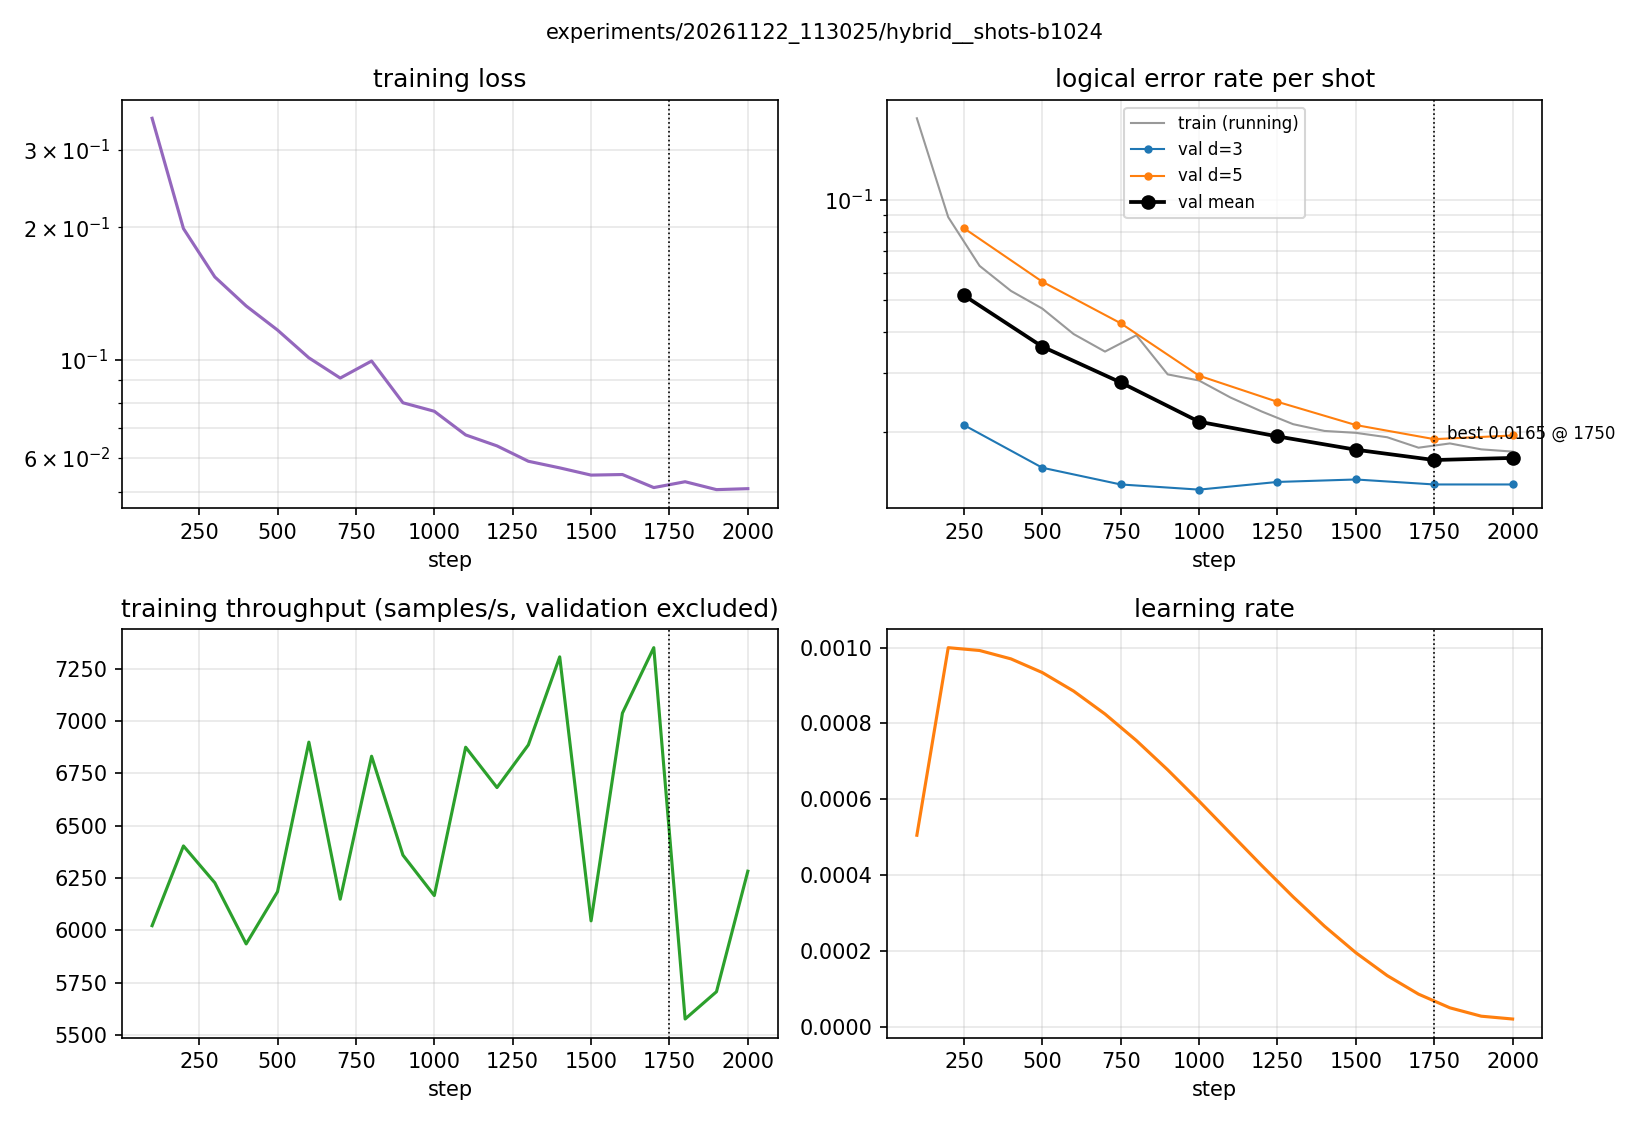 experiments/20261122_113025/hybrid__shots-b1024
training loss
3 × 10⁻¹
2 × 10⁻¹
10⁻¹
6 × 10⁻²
250 500 750 1000 1250 1500 1750 2000
step
logical error rate per shot
train (running)
val d=3
val d=5
val mean
10⁻¹
best 0.0165 @ 1750
250 500 750 1000 1250 1500 1750 2000
step
training throughput (samples/s, validation excluded)
7250
7000
6750
6500
6250
6000
5750
5500
250 500 750 1000 1250 1500 1750 2000
step
learning rate
0.0010
0.0008
0.0006
0.0004
0.0002
0.0000
250 500 750 1000 1250 1500 1750 2000
step